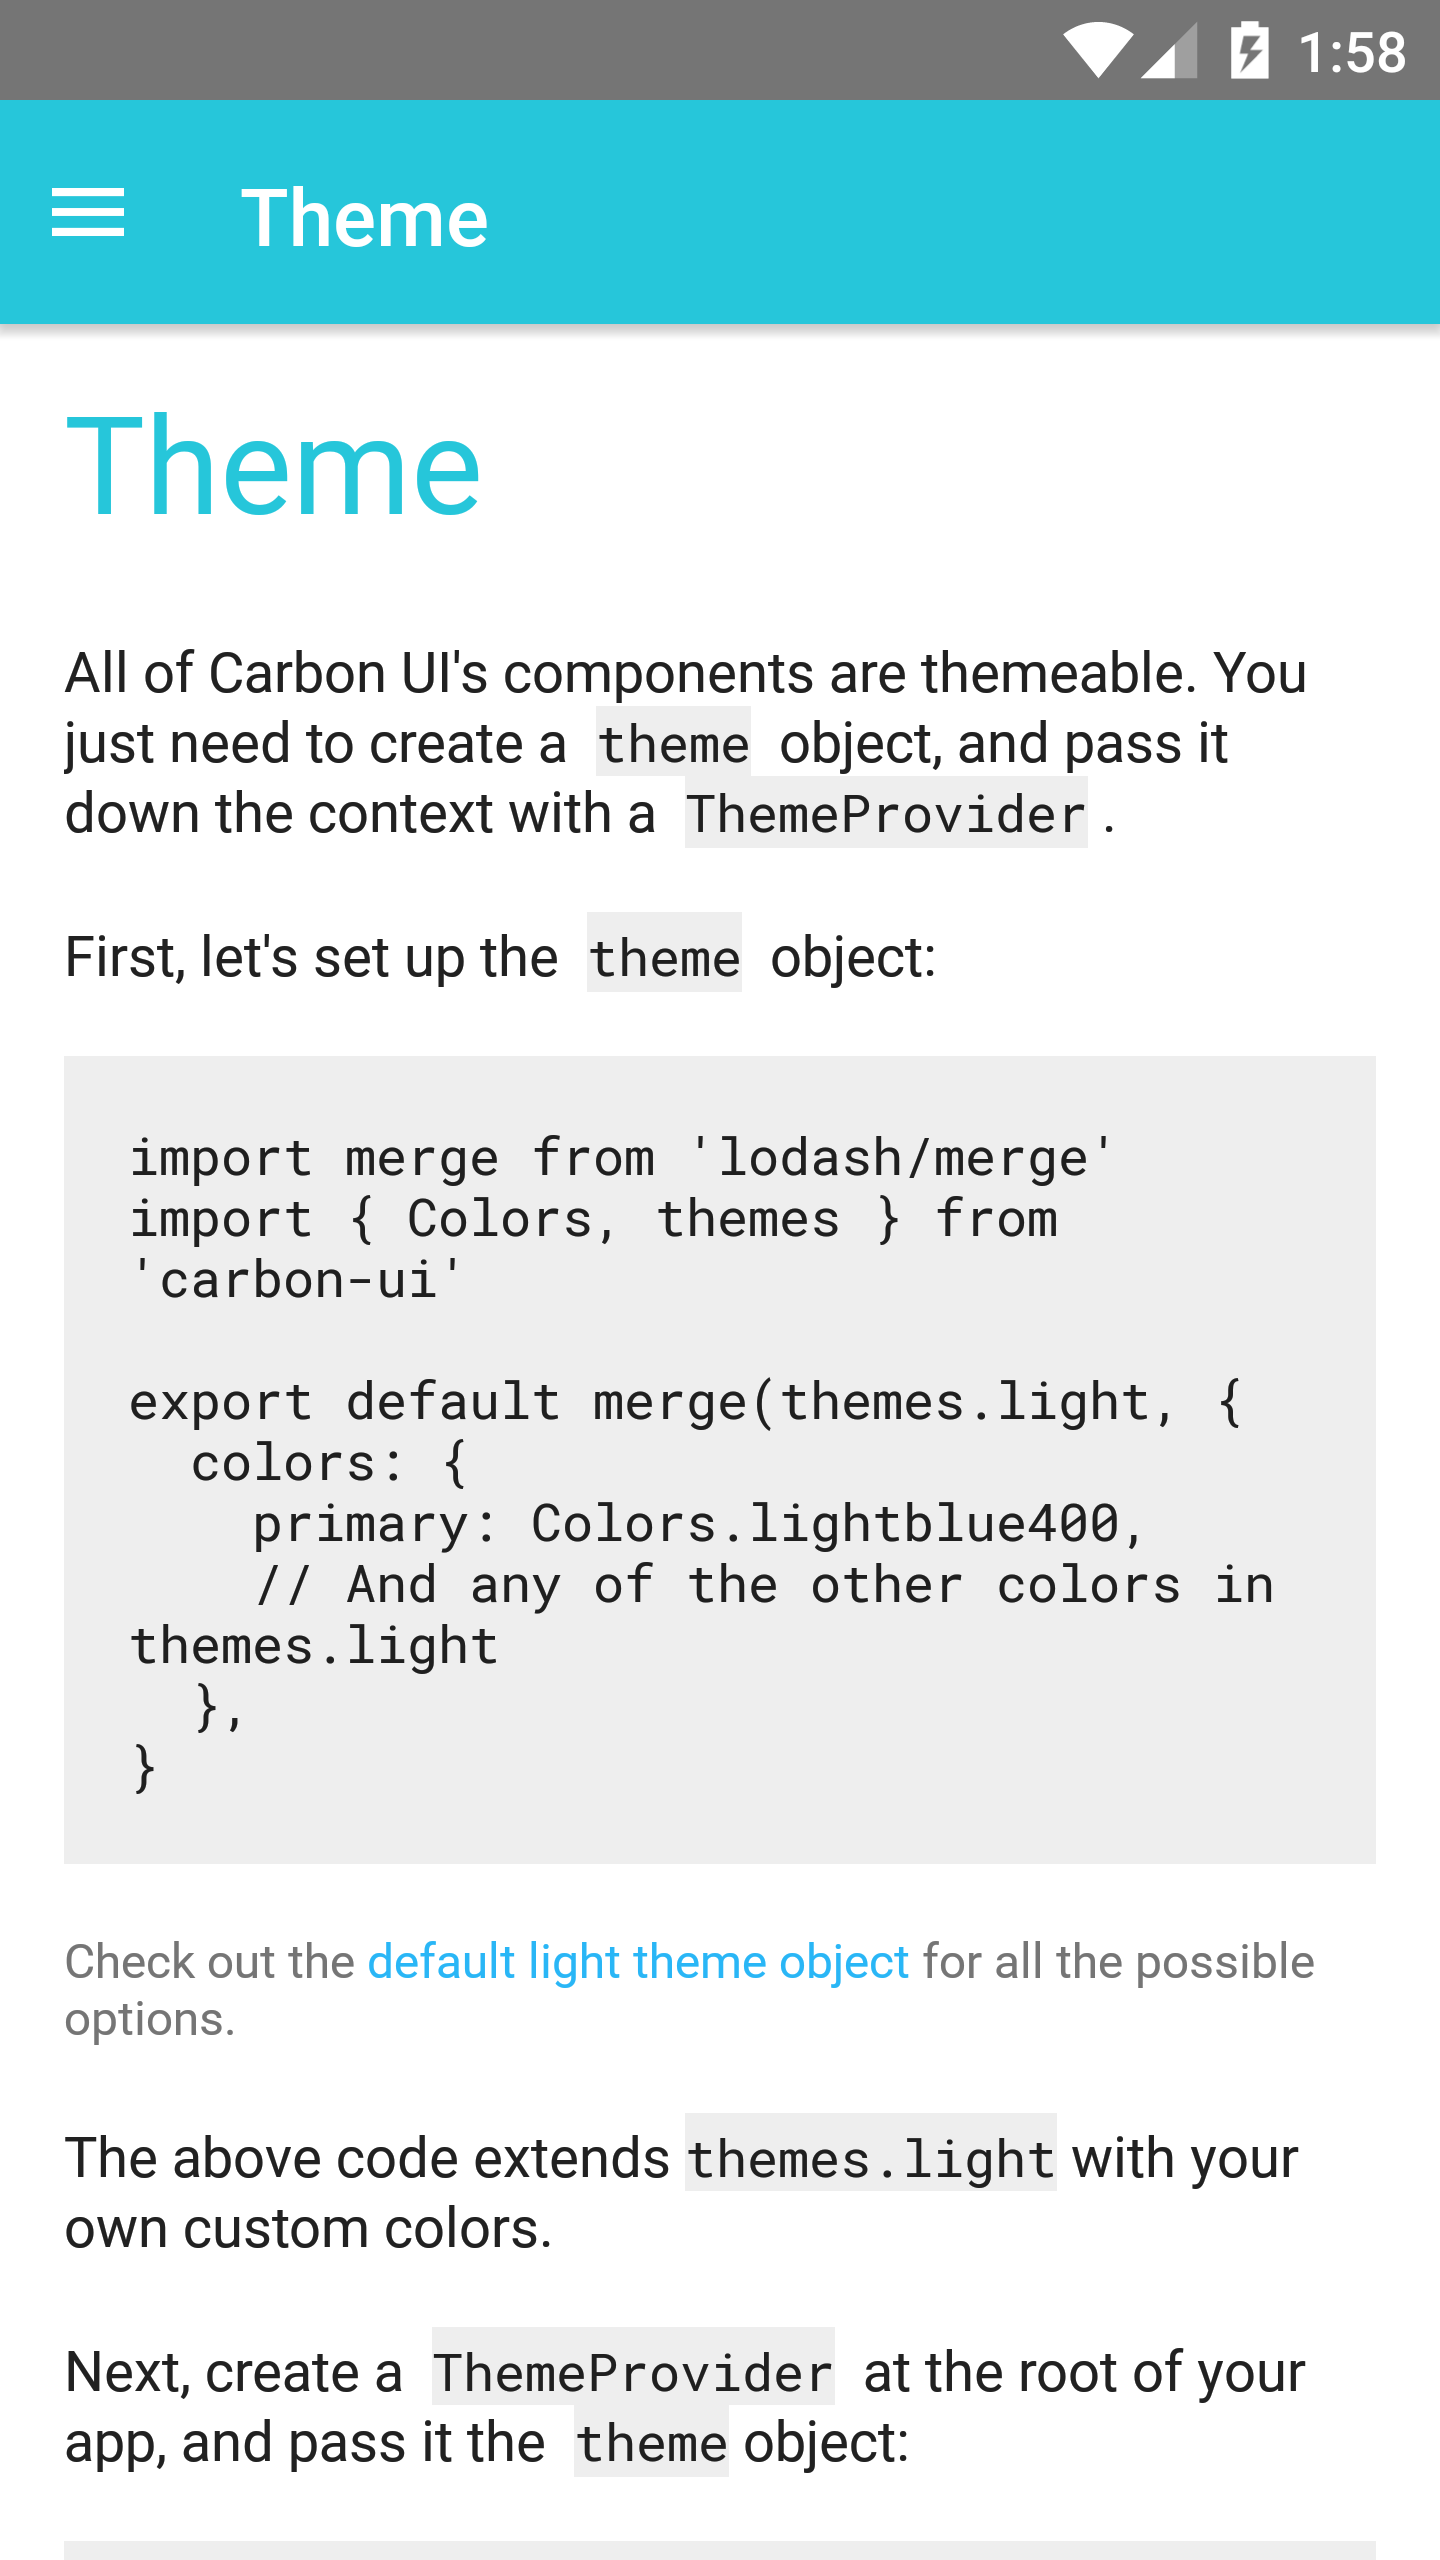 1:58
Theme
Theme
All of Carbon UI's components are themeable. You
just need to create a theme object, and pass it
down the context with a ThemeProvider .
First, let's set up the theme object:
import merge from 'lodash/merge'
import { Colors, themes } from
'carbon-ui'
export default merge(themes.light, {
  colors: {
    primary: Colors.lightblue400,
    // And any of the other colors in
themes.light
  },
}
Check out the default light theme object for all the possible
options.
The above code extends themes.light with your
own custom colors.
Next, create a ThemeProvider at the root of your
app, and pass it the theme object: